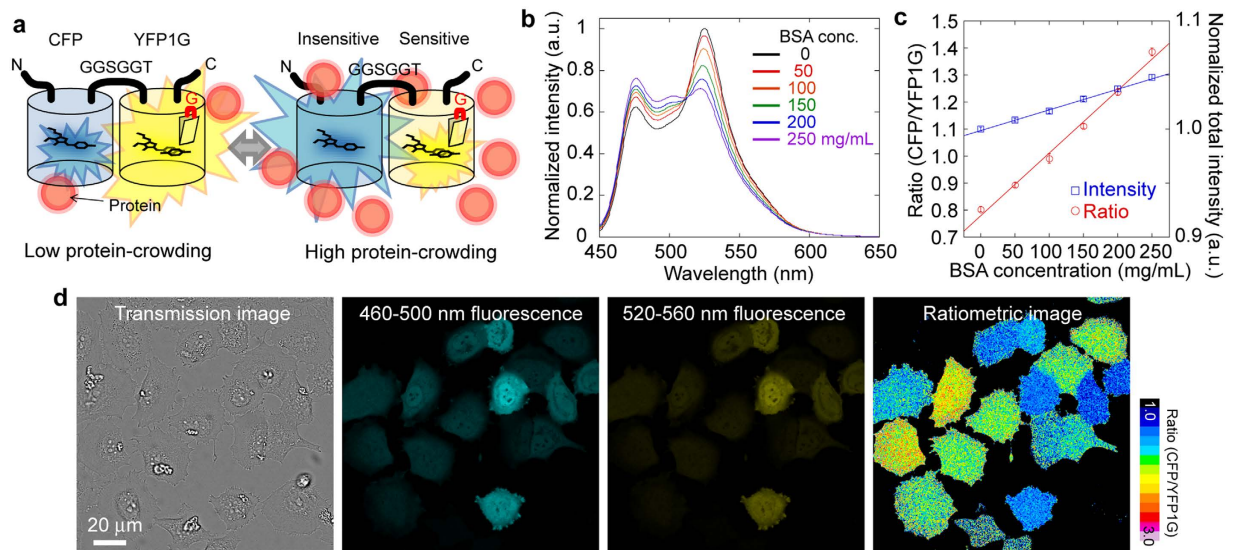 a
CFP
YFP1G
N
GGSGGT
C
G
Protein
Low protein-crowding
Insensitive
Sensitive
N
GGSGGT
C
G
High protein-crowding
b
Normalized intensity (a.u.)
1
0.8
0.6
0.4
0.2
0
450
500
550
600
650
Wavelength (nm)
BSA conc.
0
50
100
150
200
250 mg/mL
c
Ratio (CFP/YFP1G)
1.5
1.4
1.3
1.2
1.1
1.0
0.9
0.8
0.7
0
50
100
150
200
250
BSA concentration (mg/mL)
Intensity
Ratio
1.1
1.0
0.9
Nomalized total intensity (a.u.)
d
Transmission image
20 μm
460-500 nm fluorescence
520-560 nm fluorescence
Ratiometric image
1.0
3.0
Ratio (CFP/YFP1G)